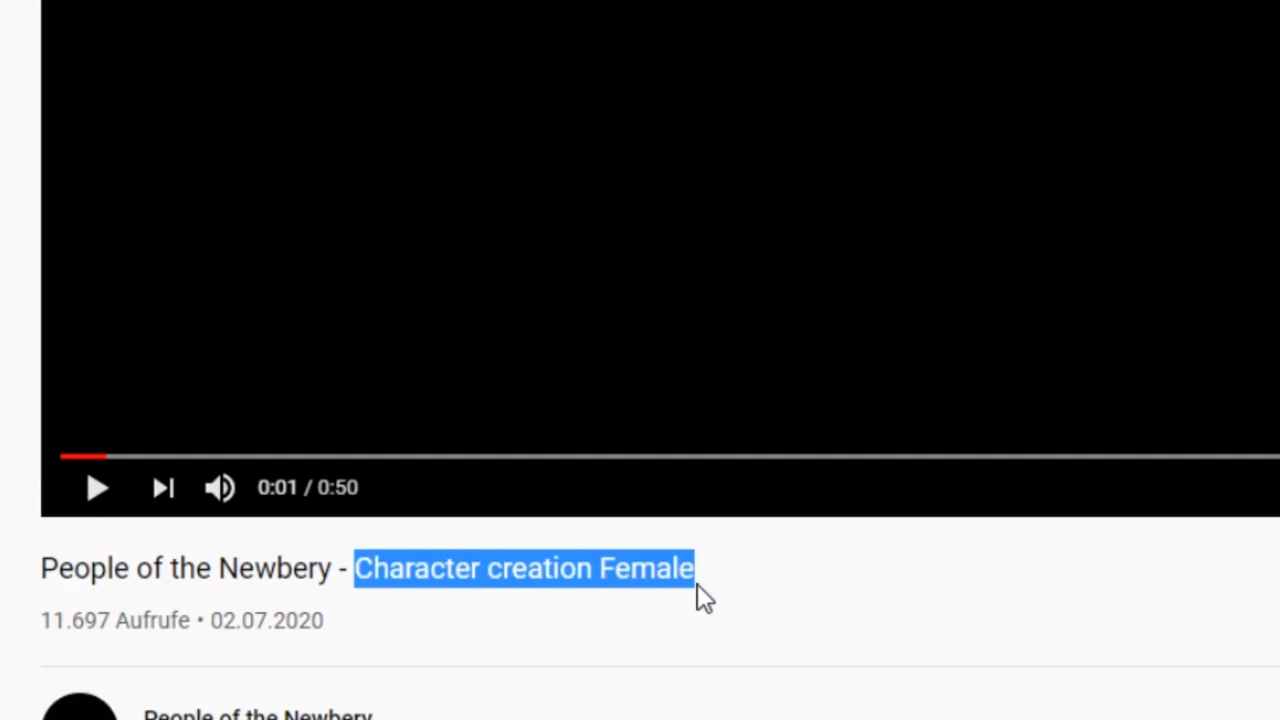 0:01 / 0:50
People of the Newbery - Character creation Female
11.697 Aufrufe • 02.07.2020
People of the Newbery